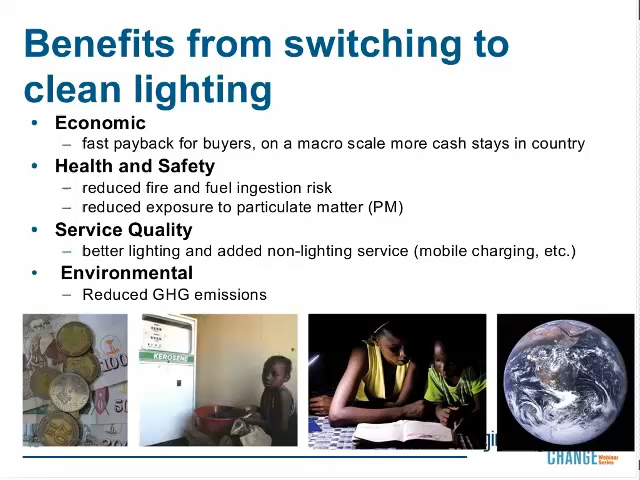 Benefits from switching to
clean lighting
• Economic
– fast payback for buyers, on a macro scale more cash stays in country
• Health and Safety
– reduced fire and fuel ingestion risk
– reduced exposure to particulate matter (PM)
• Service Quality
– better lighting and added non-lighting service (mobile charging, etc.)
• Environmental
– Reduced GHG emissions
KEROSENE
100
CHANGE Webinar
Series